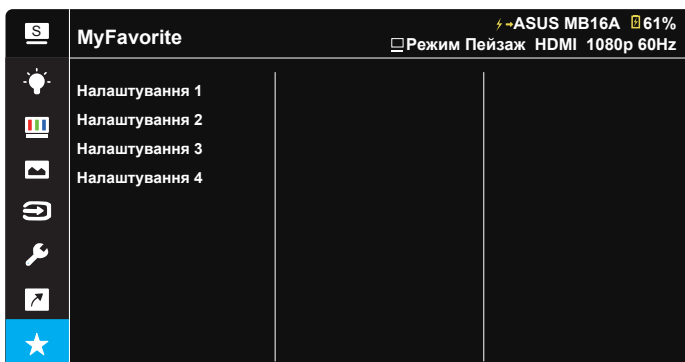 S
MyFavorite
ASUS MB16A 61%
Режим Пейзаж HDMI 1080p 60Hz
Налаштування 1
Налаштування 2
Налаштування 3
Налаштування 4